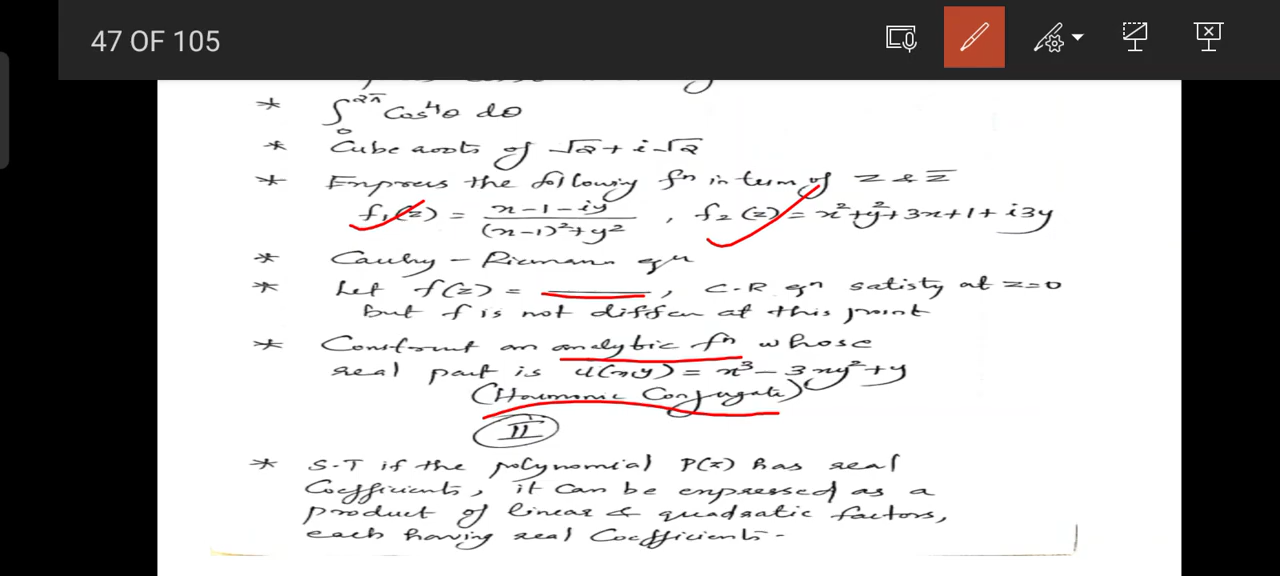 47 OF 105
* ∫₀^2π Cos⁴θ dθ
* Cube roots of √2 + i√2
* Express the following fⁿ in term of z & z̅
f₁(z) = (x-1-iy)/((x-1)²+y²) , f₂(z) = x²+y²+3x+1+i3y
* Cauchy - Riemann eqⁿ
* Let f(z) = ______, C-R eqⁿ satisty at z=0
but f is not differ at this point
* Construct an analytic fⁿ whose
real part is u(x,y) = x³ - 3xy² + y
(Harmonic Conjugate)
II
* S.T if the polynomial P(z) has real
Coefficients, it can be expressed as a
product of linear & quadratic factors,
each having real Coefficients -